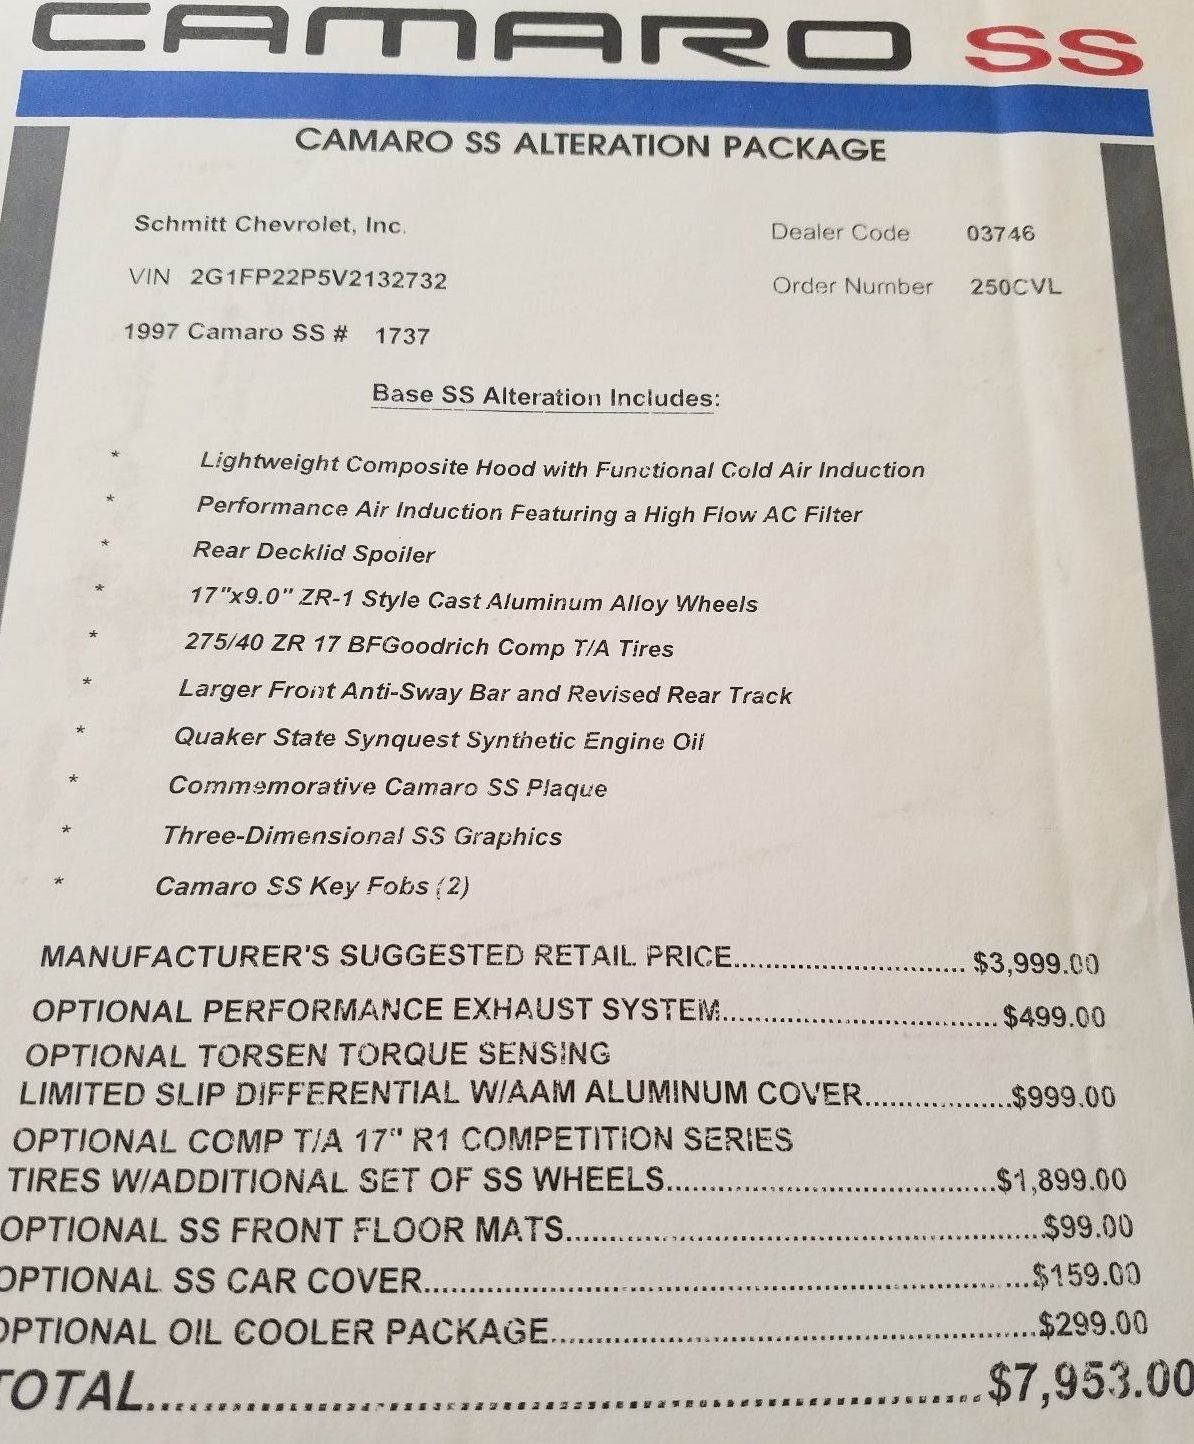 CAMARO SS
CAMARO SS ALTERATION PACKAGE
Schmitt Chevrolet, Inc.
Dealer Code 03746
VIN 2G1FP22P5V2132732
Order Number 250CVL
1997 Camaro SS # 1737
Base SS Alteration Includes:
* Lightweight Composite Hood with Functional Cold Air Induction
* Performance Air Induction Featuring a High Flow AC Filter
* Rear Decklid Spoiler
* 17"x9.0" ZR-1 Style Cast Aluminum Alloy Wheels
* 275/40 ZR 17 BFGoodrich Comp T/A Tires
* Larger Front Anti-Sway Bar and Revised Rear Track
* Quaker State Synquest Synthetic Engine Oil
* Commemorative Camaro SS Plaque
* Three-Dimensional SS Graphics
* Camaro SS Key Fobs (2)
MANUFACTURER'S SUGGESTED RETAIL PRICE............................ $3,999.00
OPTIONAL PERFORMANCE EXHAUST SYSTEM.................................. $499.00
OPTIONAL TORSEN TORQUE SENSING
LIMITED SLIP DIFFERENTIAL W/AAM ALUMINUM COVER..................$999.00
OPTIONAL COMP T/A 17" R1 COMPETITION SERIES
TIRES W/ADDITIONAL SET OF SS WHEELS.......................................$1,899.00
OPTIONAL SS FRONT FLOOR MATS.........................................................$99.00
OPTIONAL SS CAR COVER........................................................................$159.00
OPTIONAL OIL COOLER PACKAGE.........................................................$299.00
TOTAL.........................................................................$7,953.00